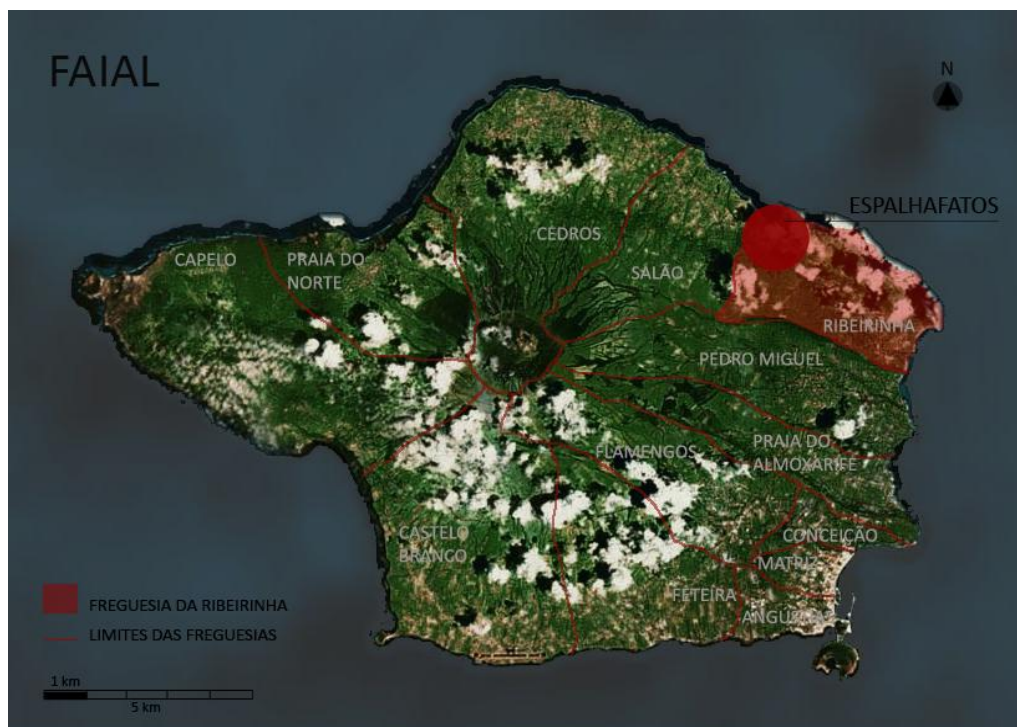 FAIAL
N
ESPALHAFATOS
CEDROS
CAPELO
PRAIA DO
NORTE
SALÃO
RIBEIRINHA
PEDRO MIGUEL
FLAMENGOS
PRAIA DO
ALMOXARIFE
CASTELO
BRANCO
CONCEIÇÃO
MATRIZ
FETEÍRA
ANGÚSTIAS
FREGUESIA DA RIBEIRINHA
LIMITES DAS FREGUESIAS
1 km
5 km